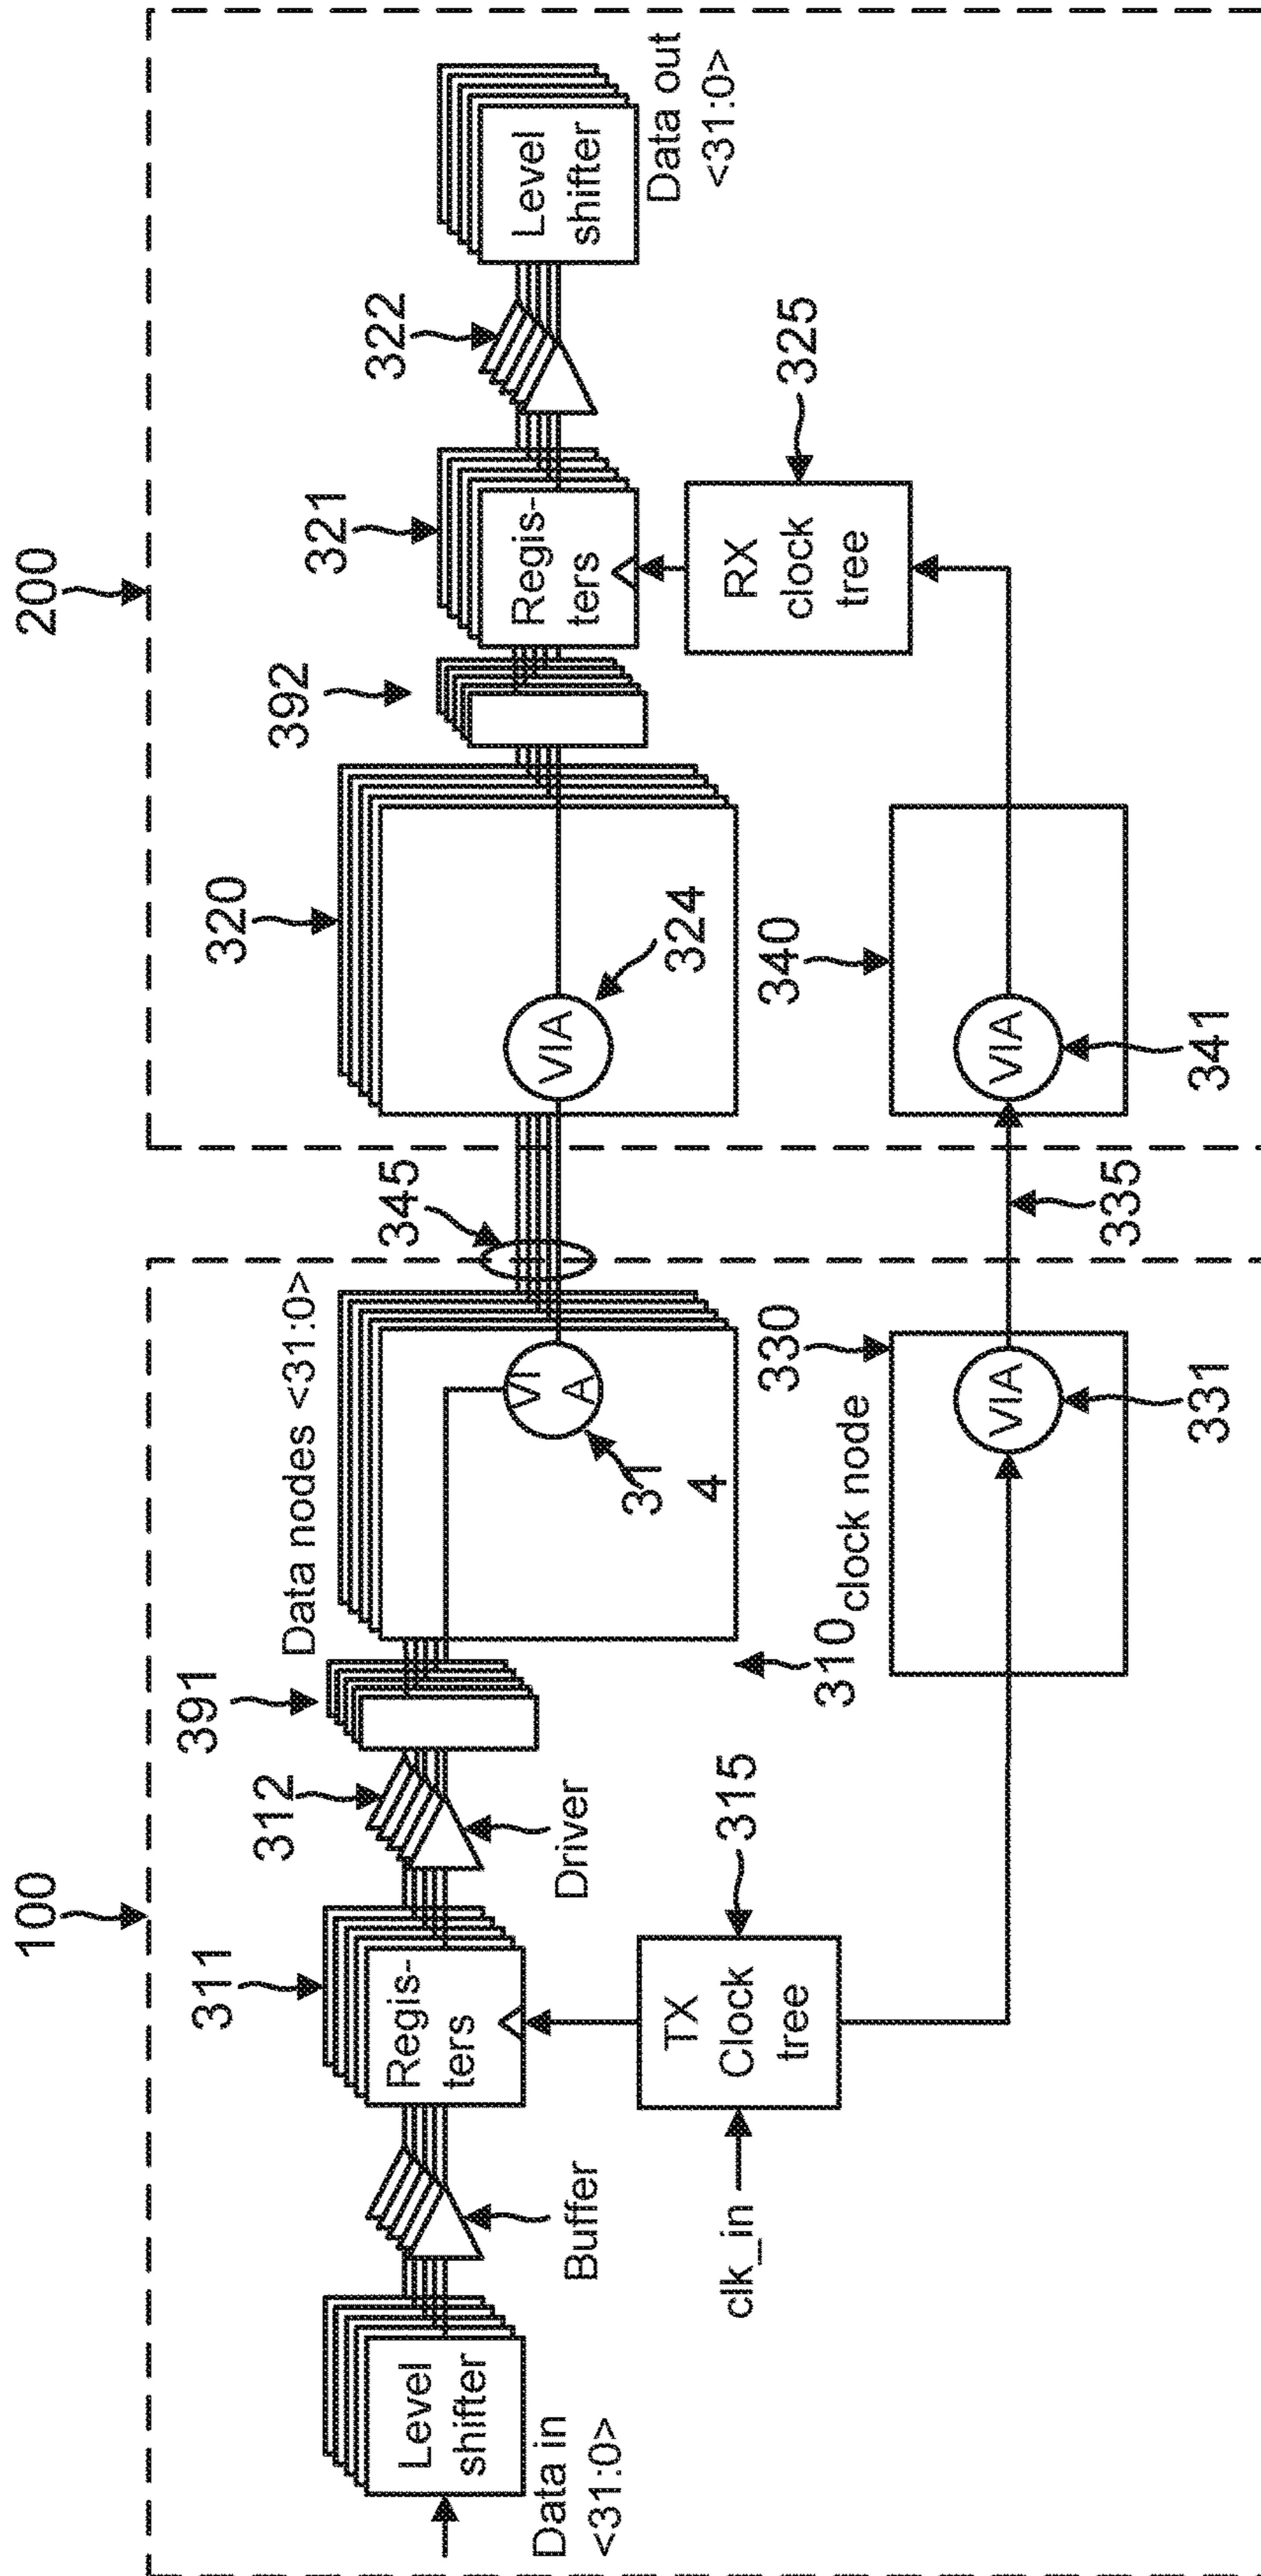 100
200
311
312
391
Data nodes <31:0>
345
320
392
321
322
Level
shifter
Data in
<31:0>
Buffer
Regis-
ters
Driver
VI
A
31
4
310
VIA
324
Regis-
ters
Level
shifter
Data out
<31:0>
clk_in
TX
Clock
tree
315
clock node
330
VIA
331
335
340
VIA
341
RX
clock
tree
325